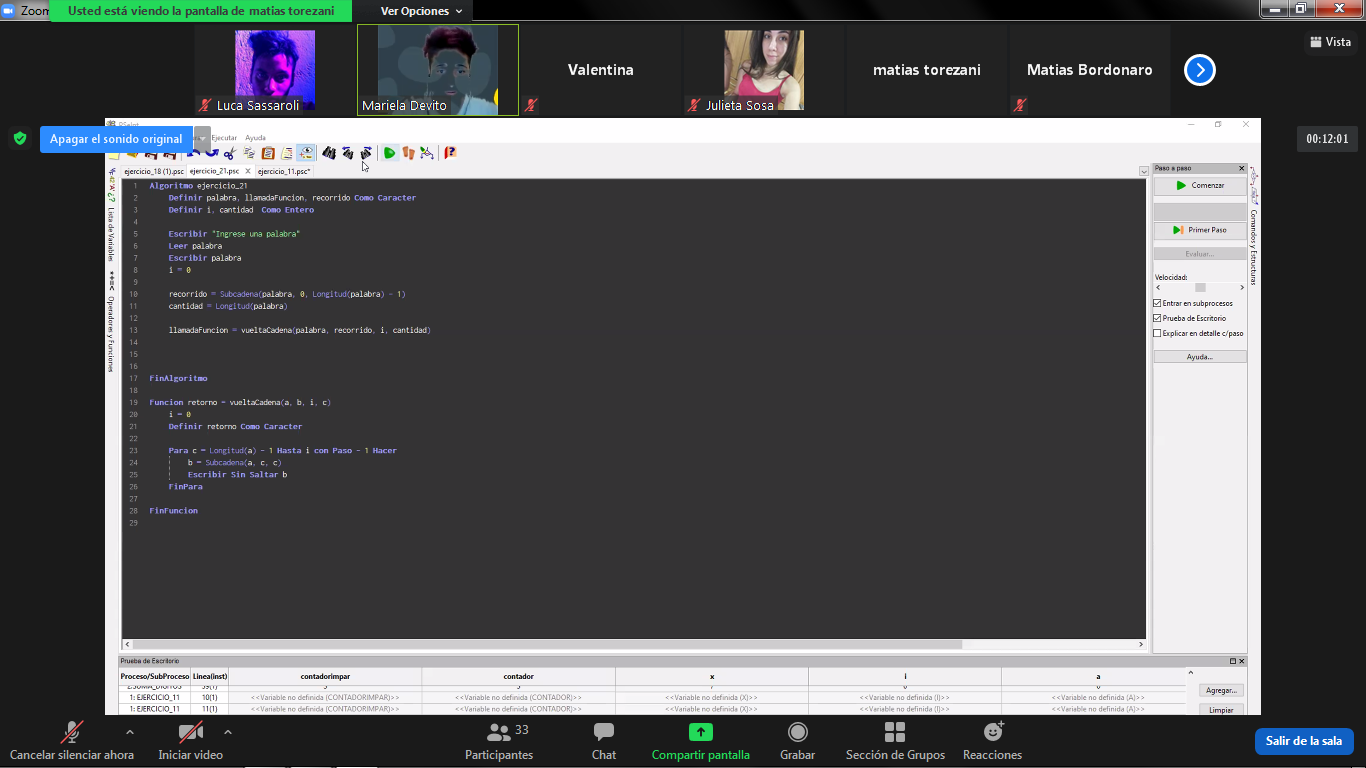 Zoom
Usted está viendo la pantalla de matias torezani
Ver Opciones
Vista
Luca Sassaroli
Mariela Devito
Valentina
Julieta Sosa
matias torezani
Matias Bordonaro
Apagar el sonido original
00:12:01
Ejecutar Ayuda
ejercicio_18 (1).psc ejercicio_21.psc ejercicio_11.psc*
1 Algoritmo ejercicio_21
2 Definir palabra, llamadaFuncion, recorrido Como Caracter
3 Definir i, cantidad Como Entero
4
5 Escribir "Ingrese una palabra"
6 Leer palabra
7 Escribir palabra
8 i = 0
9
10 recorrido = Subcadena(palabra, 0, Longitud(palabra) - 1)
11 cantidad = Longitud(palabra)
12
13 llamadaFuncion = vueltaCadena(palabra, recorrido, i, cantidad)
14
15
16
17 FinAlgoritmo
18
19 Funcion retorno = vueltaCadena(a, b, i, c)
20 i = 0
21 Definir retorno Como Caracter
22
23 Para c = Longitud(a) - 1 Hasta i con Paso - 1 Hacer
24 b = Subcadena(a, c, c)
25 Escribir Sin Saltar b
26 FinPara
27
28 FinFuncion
29
Lista de Variables
Operadores y Funciones
Paso a paso
Comenzar
Primer Paso
Evaluar...
Velocidad:
Entrar en subprocesos
Prueba de Escritorio
Explicar en detalle c/paso
Ayuda...
Comandos y Estructuras
Prueba de Escritorio
Proceso/SubProceso Linea(inst) contadorimpar contador x i a
1: EJERCICIO_11 10(1) <<Variable no definida (CONTADORIMPAR)>> <<Variable no definida (CONTADOR)>> <<Variable no definida (X)>> <<Variable no definida (I)>> <<Variable no definida (A)>>
1: EJERCICIO_11 11(1) <<Variable no definida (CONTADORIMPAR)>> <<Variable no definida (CONTADOR)>> <<Variable no definida (X)>> <<Variable no definida (I)>> <<Variable no definida (A)>>
Agregar...
Limpiar
Cancelar silenciar ahora
Iniciar video
33
Participantes
Chat
Compartir pantalla
Grabar
Sección de Grupos
Reacciones
Salir de la sala